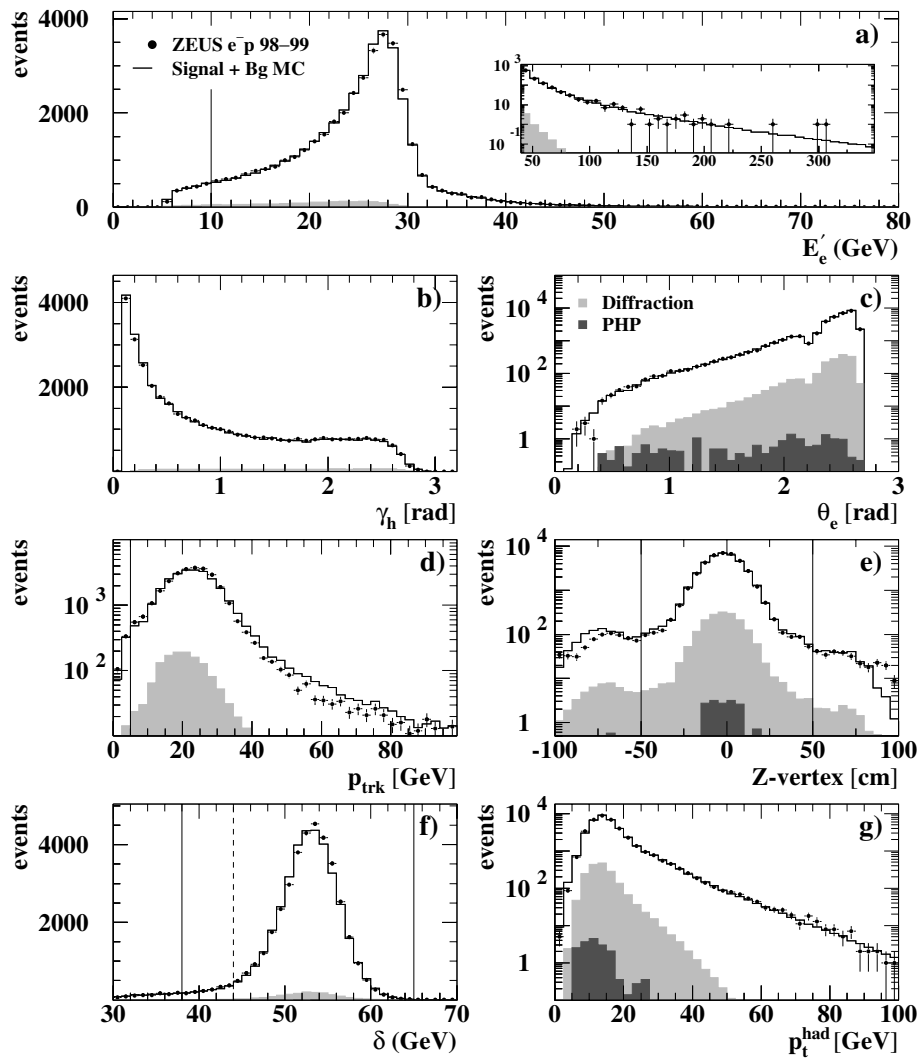 events
a)
ZEUS e⁻p 98–99
Signal + Bg MC
4000
2000
0
10³
10
10⁻¹
50 100 150 200 250 300
0 10 20 30 40 50 60 70 80
E′ₑ (GeV)
events
b)
4000
2000
0 1 2 3
γₕ [rad]
events
c)
Diffraction
PHP
10⁴
10²
1
0 1 2 3
θₑ [rad]
events
d)
10³
10²
0 20 40 60 80
p_trk [GeV]
events
e)
10⁴
10²
1
-100 -50 0 50 100
Z-vertex [cm]
events
f)
4000
2000
0
30 40 50 60 70
δ (GeV)
events
g)
10⁴
10²
1
0 20 40 60 80 100
p_t^had [GeV]